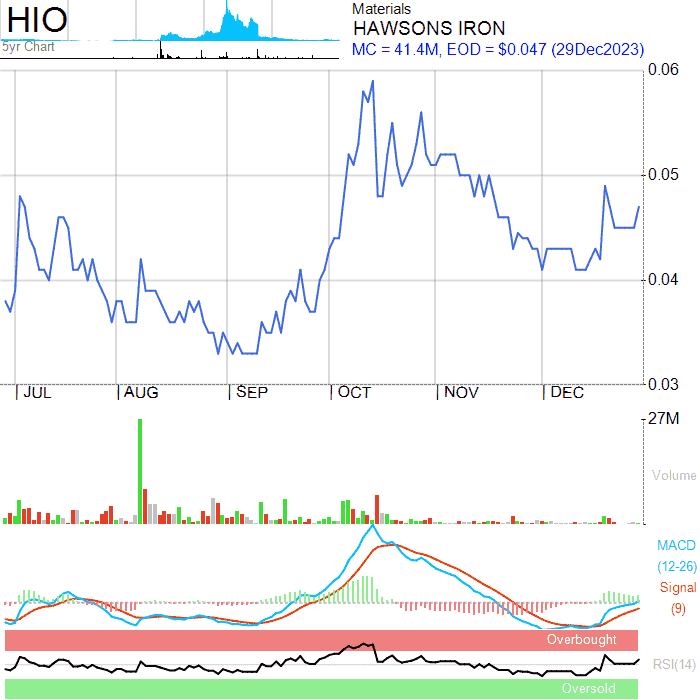 HIO
5yr Chart
Materials
HAWSONS IRON
MC = 41.4M, EOD = $0.047 (29Dec2023)
0.06
0.05
0.04
0.03
JUL AUG SEP OCT NOV DEC
27M
Volume
MACD
(12-26)
Signal
(9)
Overbought
RSI(14)
Oversold